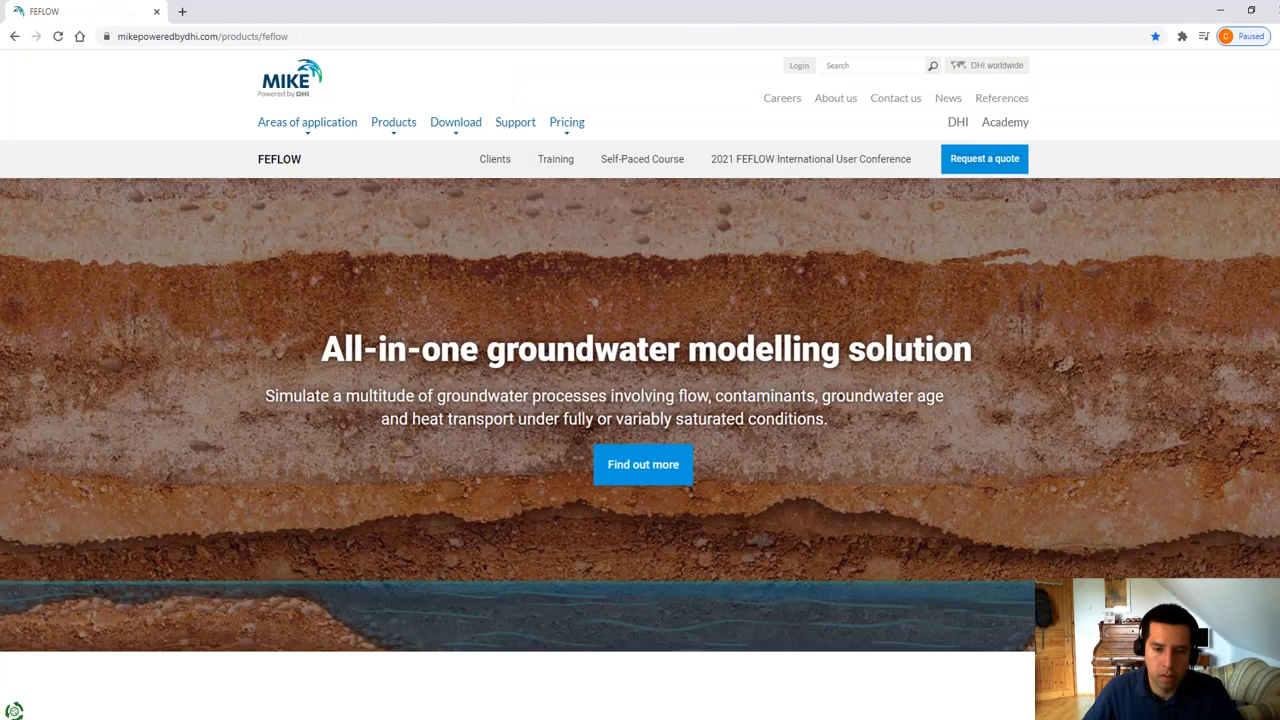 FEFLOW
mikepoweredbydhi.com/products/feflow
C Paused
MIKE
Powered by DHI
Login Search DHI worldwide
Careers About us Contact us News References
Areas of application Products Download Support Pricing DHI Academy
FEFLOW Clients Training Self-Paced Course 2021 FEFLOW International User Conference Request a quote
All-in-one groundwater modelling solution
Simulate a multitude of groundwater processes involving flow, contaminants, groundwater age
and heat transport under fully or variably saturated conditions.
Find out more